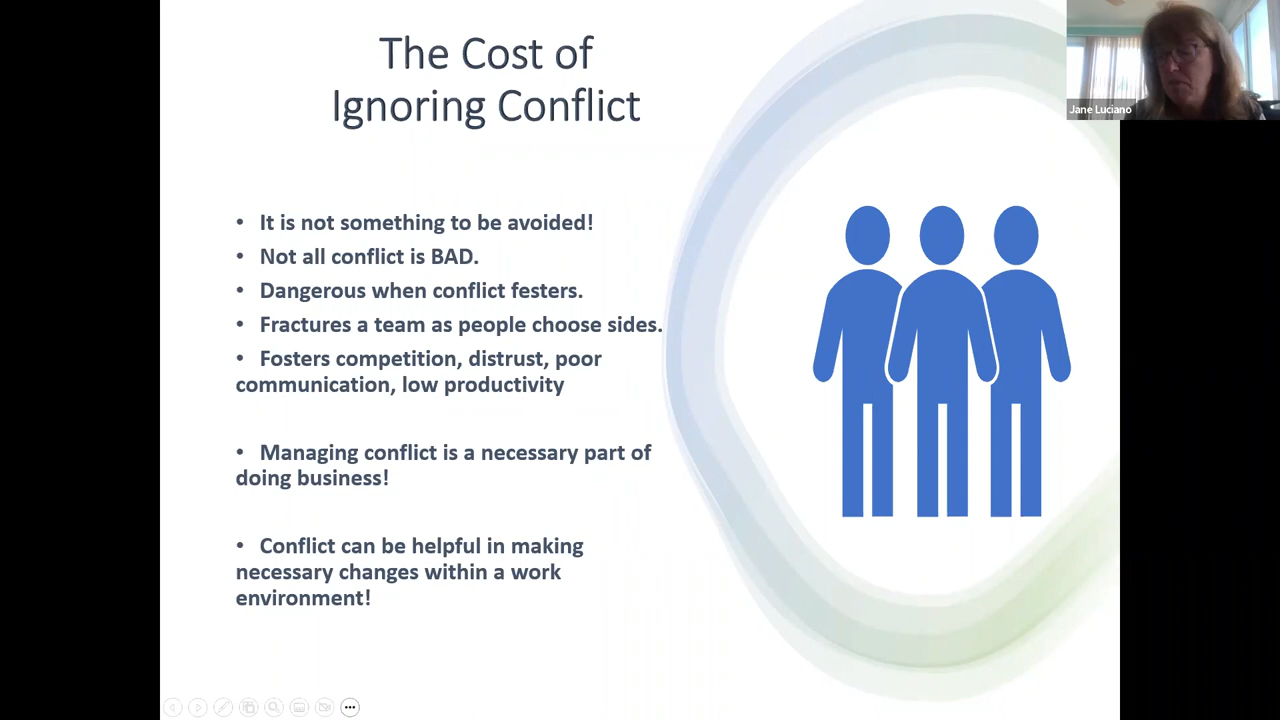 The Cost of
Ignoring Conflict
Jane Luciano
• It is not something to be avoided!
• Not all conflict is BAD.
• Dangerous when conflict festers.
• Fractures a team as people choose sides.
• Fosters competition, distrust, poor
communication, low productivity
• Managing conflict is a necessary part of
doing business!
• Conflict can be helpful in making
necessary changes within a work
environment!